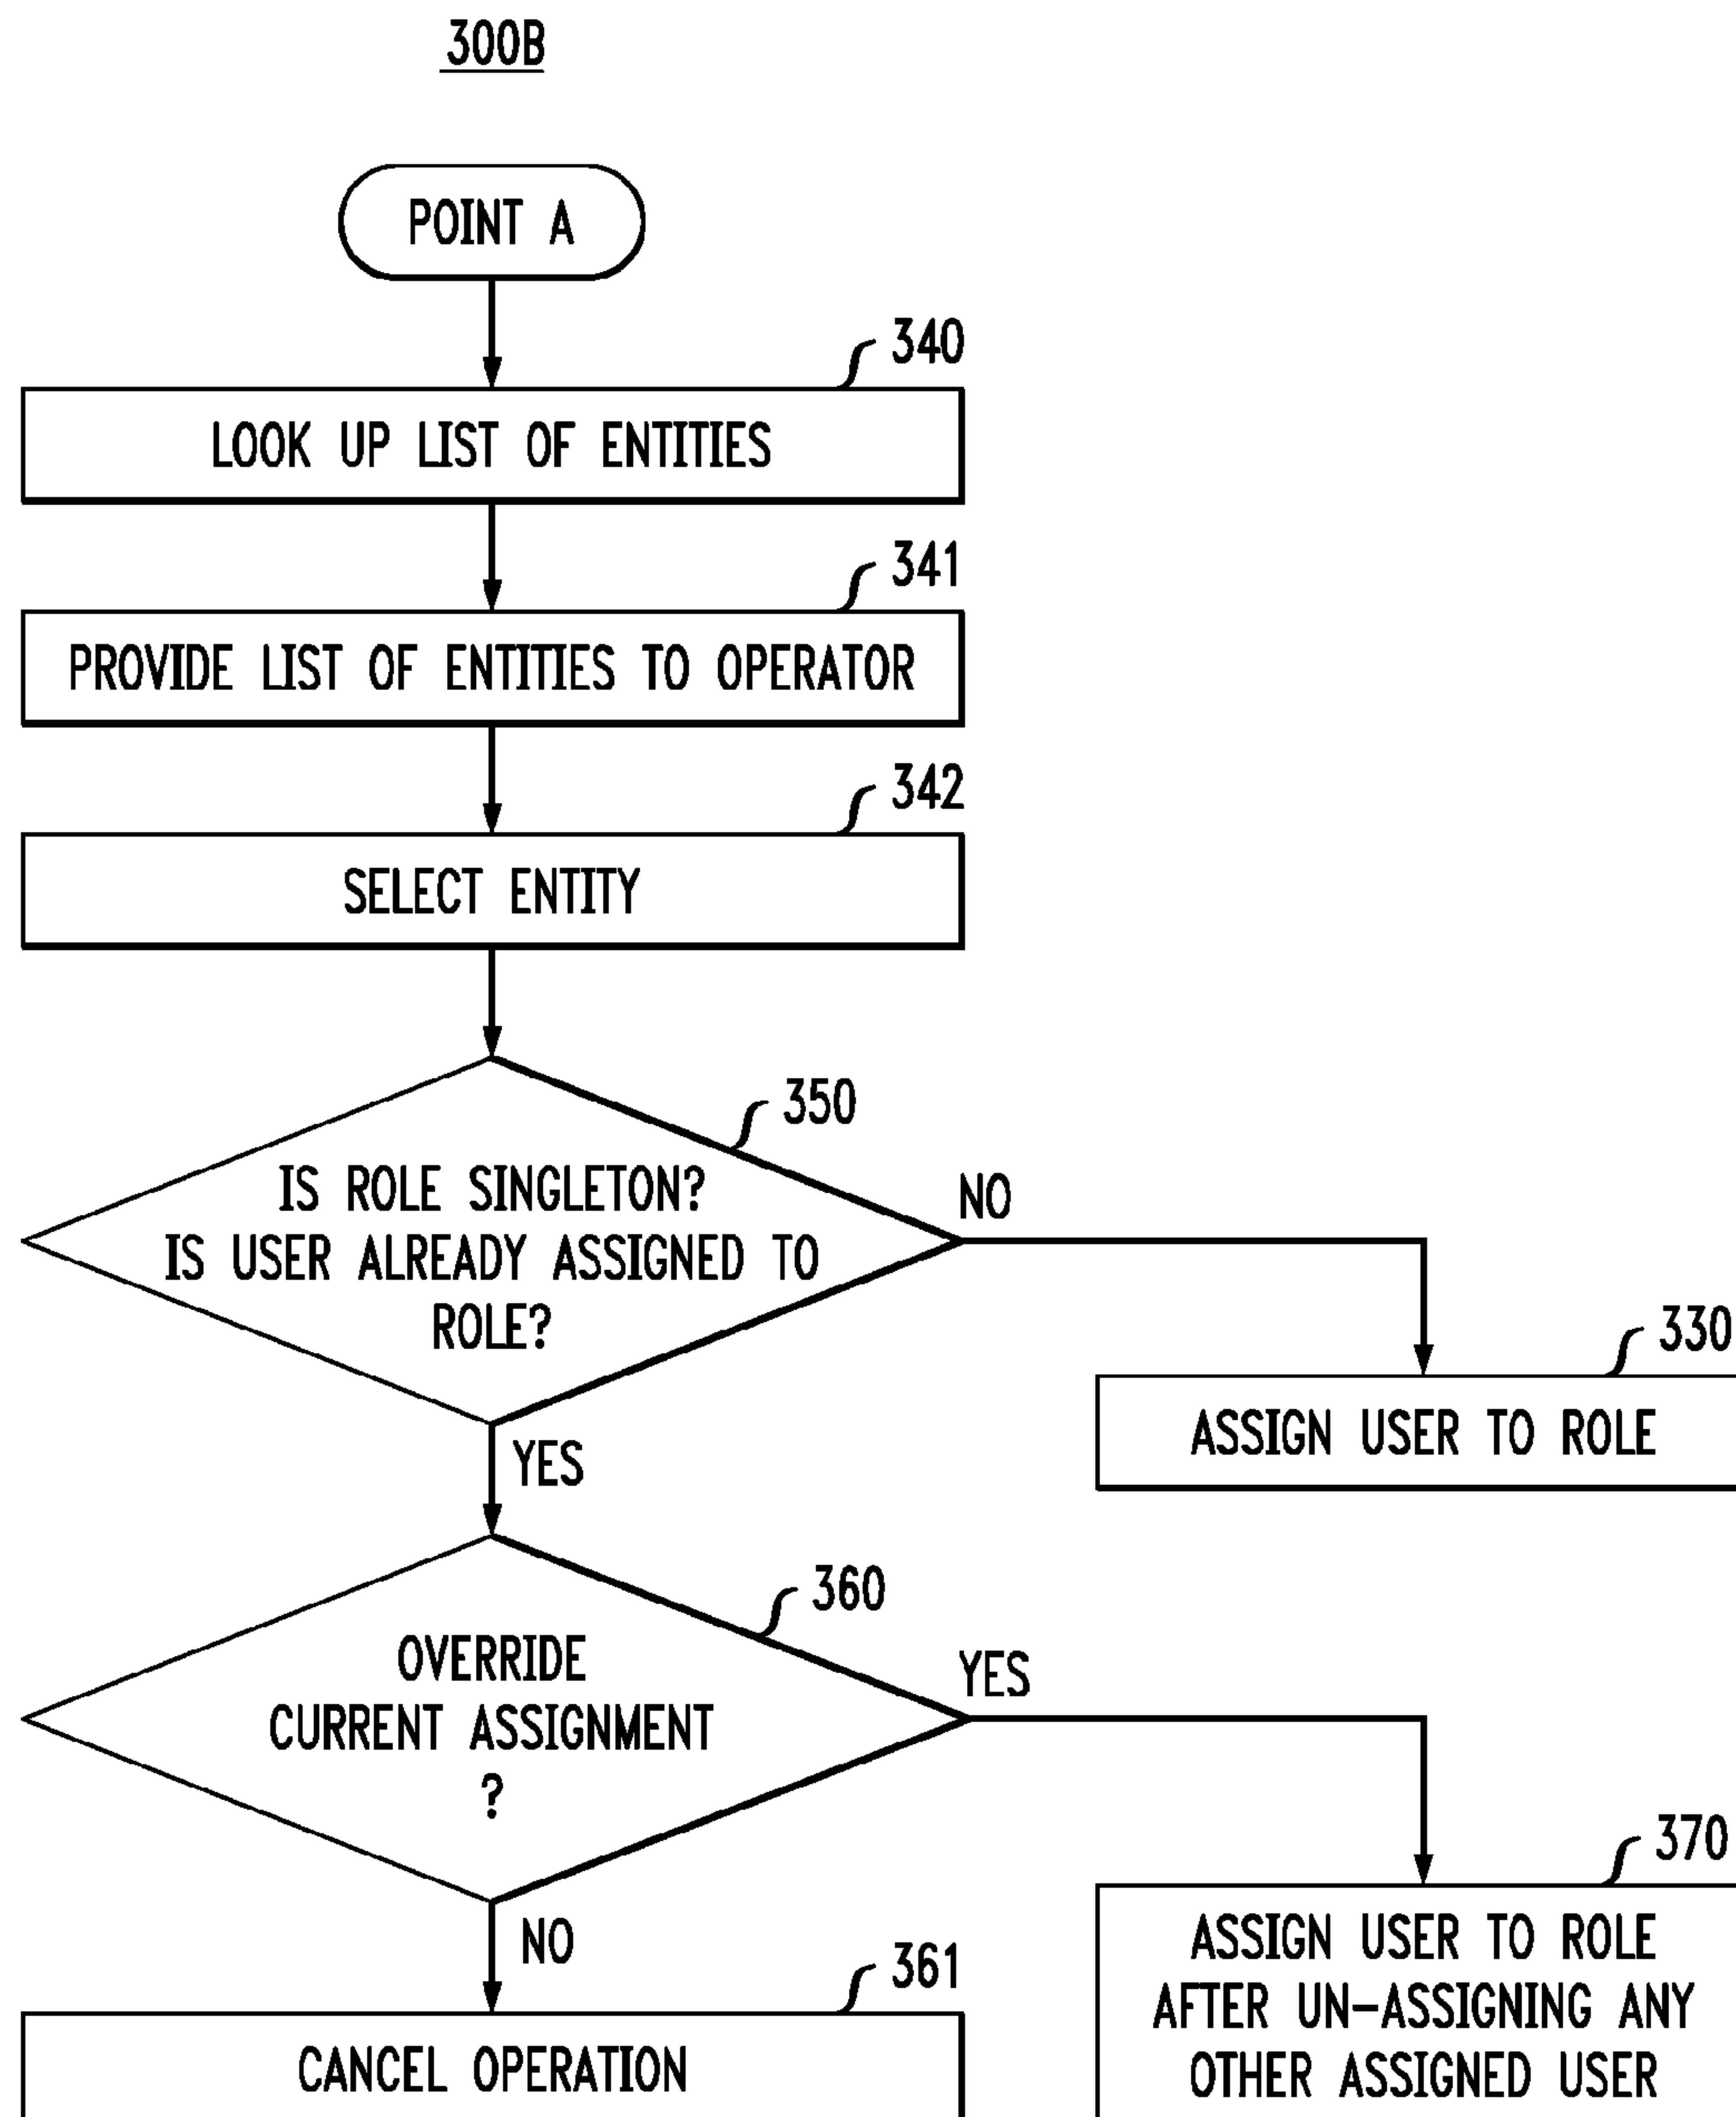 300B
POINT A
340
LOOK UP LIST OF ENTITIES
341
PROVIDE LIST OF ENTITIES TO OPERATOR
342
SELECT ENTITY
350
IS ROLE SINGLETON?
IS USER ALREADY ASSIGNED TO
ROLE?
NO
330
ASSIGN USER TO ROLE
YES
360
OVERRIDE
CURRENT ASSIGNMENT
?
YES
370
ASSIGN USER TO ROLE
AFTER UN-ASSIGNING ANY
OTHER ASSIGNED USER
NO
361
CANCEL OPERATION